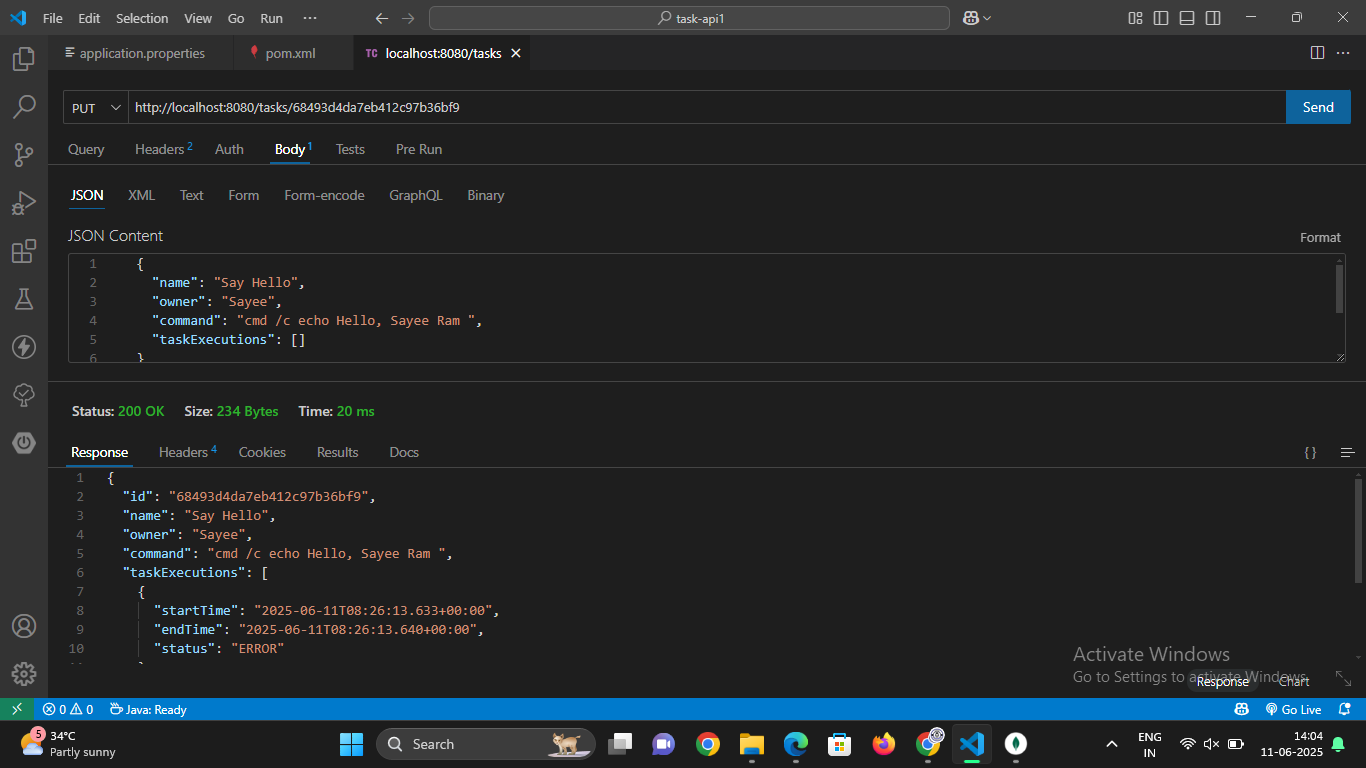 File Edit Selection View Go Run ··· task-api1
application.properties pom.xml TC localhost:8080/tasks
PUT http://localhost:8080/tasks/68493d4da7eb412c97b36bf9 Send
Query Headers 2 Auth Body 1 Tests Pre Run
JSON XML Text Form Form-encode GraphQL Binary
JSON Content Format
1 {
2 "name": "Say Hello",
3 "owner": "Sayee",
4 "command": "cmd /c echo Hello, Sayee Ram ",
5 "taskExecutions": []
6 }
Status: 200 OK Size: 234 Bytes Time: 20 ms
Response Headers 4 Cookies Results Docs { }
1 {
2 "id": "68493d4da7eb412c97b36bf9",
3 "name": "Say Hello",
4 "owner": "Sayee",
5 "command": "cmd /c echo Hello, Sayee Ram ",
6 "taskExecutions": [
7 {
8 "startTime": "2025-06-11T08:26:13.633+00:00",
9 "endTime": "2025-06-11T08:26:13.640+00:00",
10 "status": "ERROR"
Activate Windows
Go to Settings to activate Windows.
Response Chart
0 0 Java: Ready Go Live
5 34°C
Partly sunny
Search
ENG
IN
14:04
11-06-2025